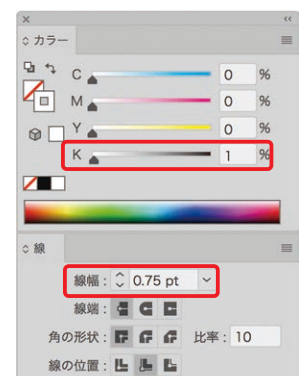 カラー
C 0 %
M 0 %
Y 0 %
K 1 %
線
線幅 : 0.75 pt
線端 :
角の形状 : 比率 : 10
線の位置 :